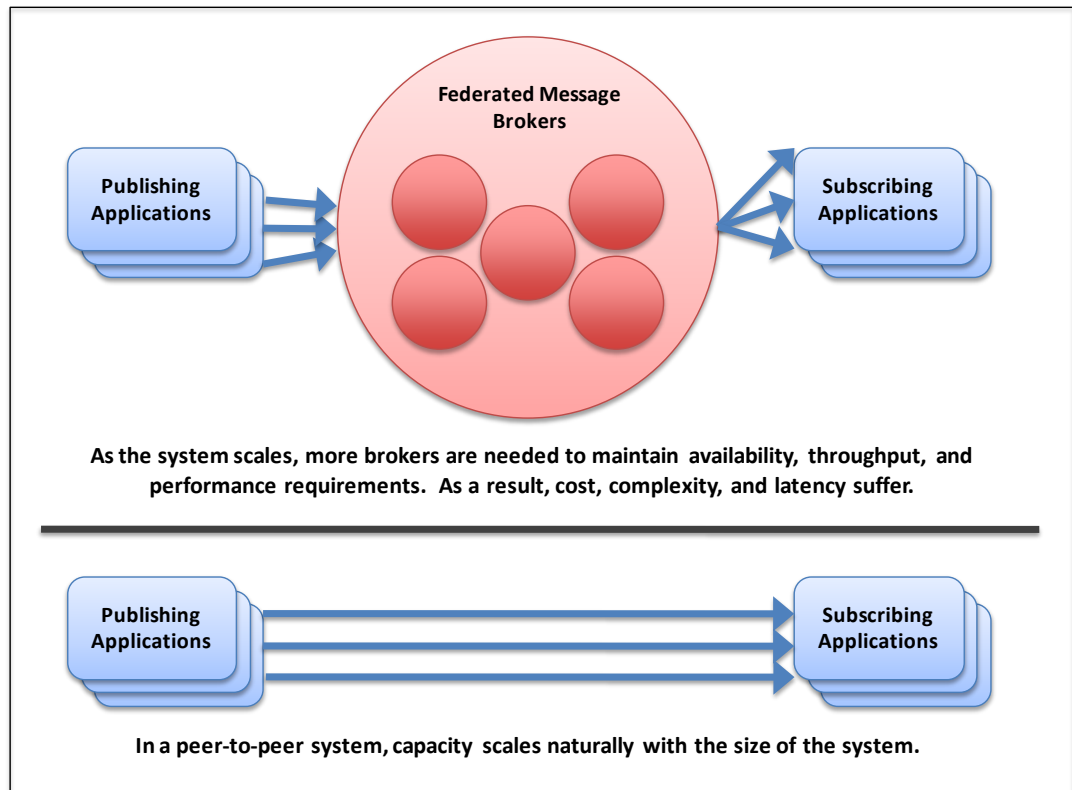 Federated Message
Brokers
Publishing
Applications
Subscribing
Applications
As the system scales, more brokers are needed to maintain availability, throughput, and
performance requirements. As a result, cost, complexity, and latency suffer.
Publishing
Applications
Subscribing
Applications
In a peer-to-peer system, capacity scales naturally with the size of the system.